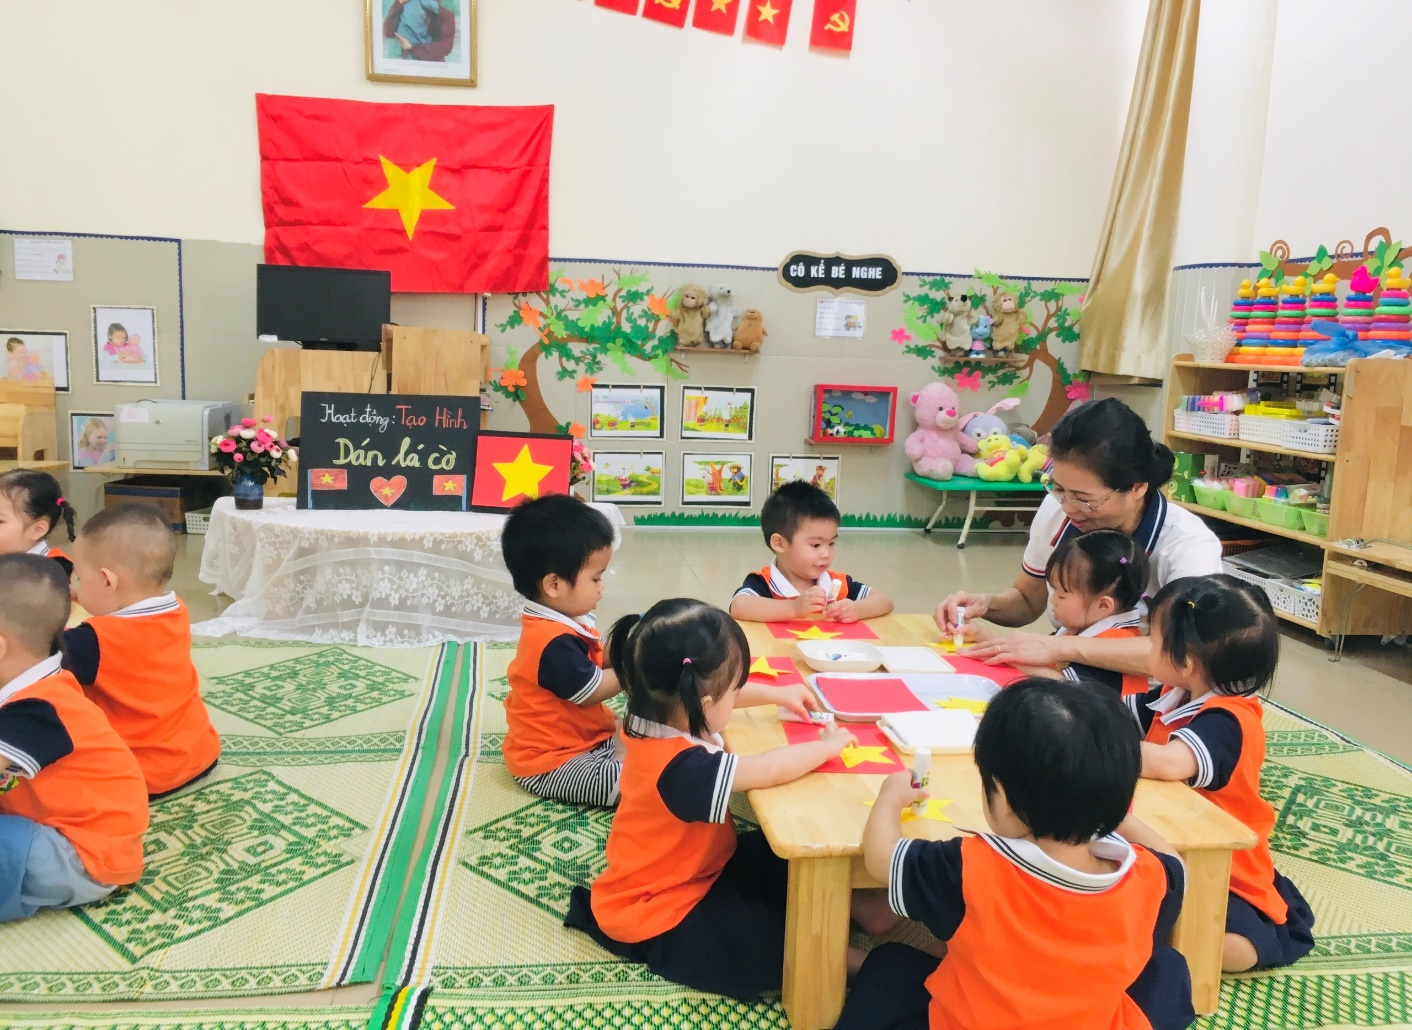 CÔ KỂ BÉ NGHE
Hoạt động: Tạo Hình
Dán lá cờ